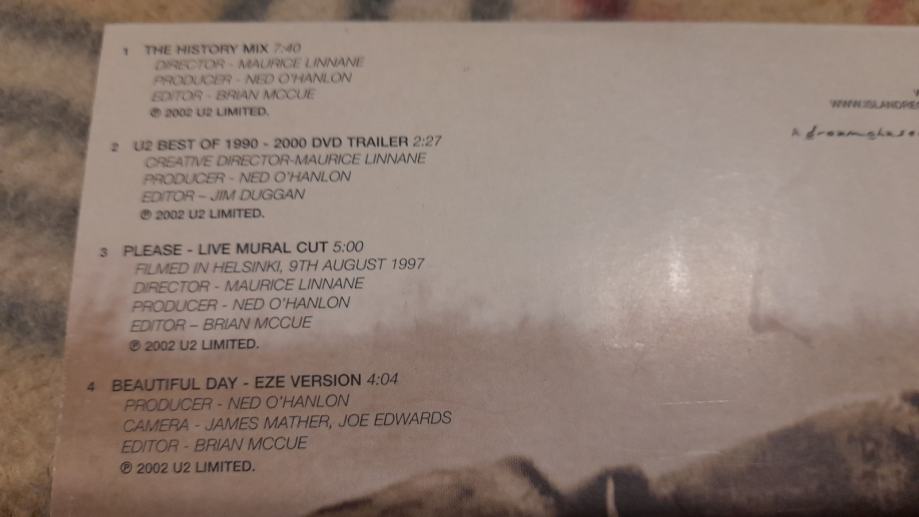 1 THE HISTORY MIX 7:40
DIRECTOR - MAURICE LINNANE
PRODUCER - NED O'HANLON
EDITOR - BRIAN MCCUE
℗ 2002 U2 LIMITED.
2 U2 BEST OF 1990 - 2000 DVD TRAILER 2:27
CREATIVE DIRECTOR-MAURICE LINNANE
PRODUCER - NED O'HANLON
EDITOR – JIM DUGGAN
℗ 2002 U2 LIMITED.
3 PLEASE - LIVE MURAL CUT 5:00
FILMED IN HELSINKI, 9TH AUGUST 1997
DIRECTOR - MAURICE LINNANE
PRODUCER - NED O'HANLON
EDITOR – BRIAN MCCUE
℗ 2002 U2 LIMITED.
4 BEAUTIFUL DAY - EZE VERSION 4:04
PRODUCER - NED O'HANLON
CAMERA - JAMES MATHER, JOE EDWARDS
EDITOR - BRIAN MCCUE
℗ 2002 U2 LIMITED.